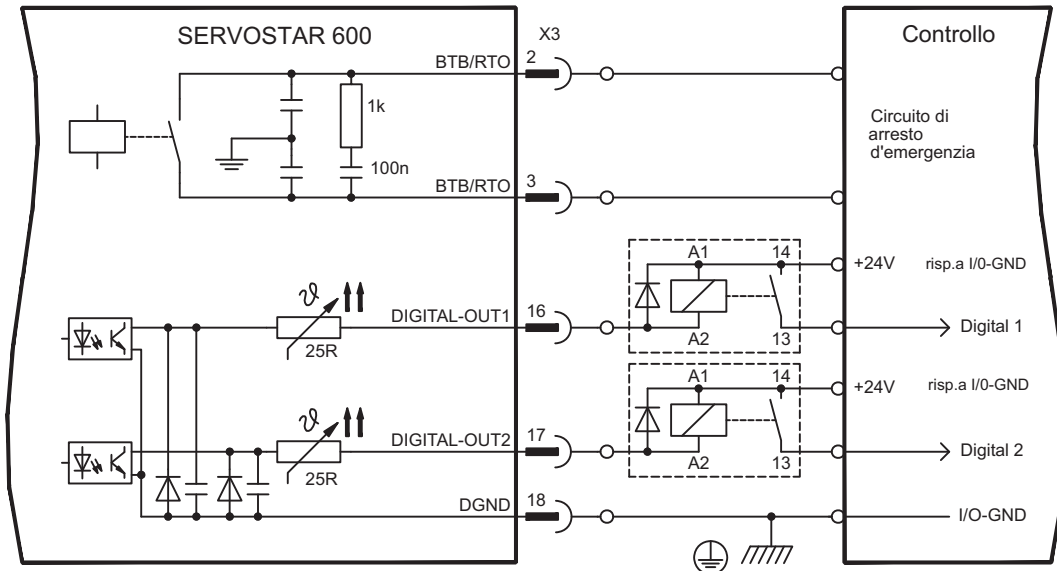 SERVOSTAR 600
X3
Controllo
BTB/RTO
2
1k
Circuito di
arresto
d'emergenzia
100n
BTB/RTO
3
A1
14
+24V
risp.a I/0-GND
DIGITAL-OUT1
16
Digital 1
25R
A2
13
A1
14
+24V
risp.a I/0-GND
ϑ
DIGITAL-OUT2
17
Digital 2
25R
A2
13
DGND
18
I/O-GND